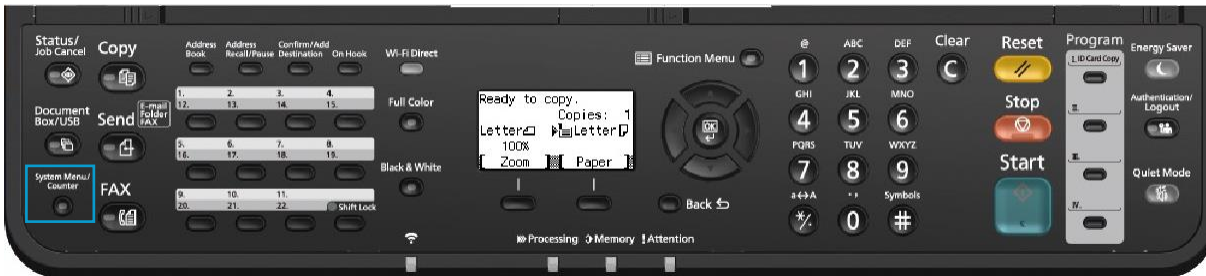 Status/
Job Cancel
Copy
Document
Box/USB
Send
E-mail
Folder
FAX
System Menu/
Counter
FAX
Address
Book
Address
Recall/Pause
Confirm/Add
Destination
On Hook
1. 2. 3. 4.
12. 13. 14. 15.
5. 6. 7. 8.
16. 17. 18. 19.
9. 10. 11.
20. 21. 22. Shift Lock
Wi-Fi Direct
Full Color
Black & White
Function Menu
Ready to copy.
Copies: 1
Letter Letter
100%
[ Zoom ] [ Paper ]
OK
Back
Processing Memory Attention
@ ABC DEF
1 2 3
GHI JKL MNO
4 5 6
PQRS TUV WXYZ
7 8 9
a↔A Symbols
*/. 0 #
Clear
C
Reset
Stop
Start
Program
I. ID Card Copy
II.
III.
IV.
Energy Saver
Authentication/
Logout
Quiet Mode